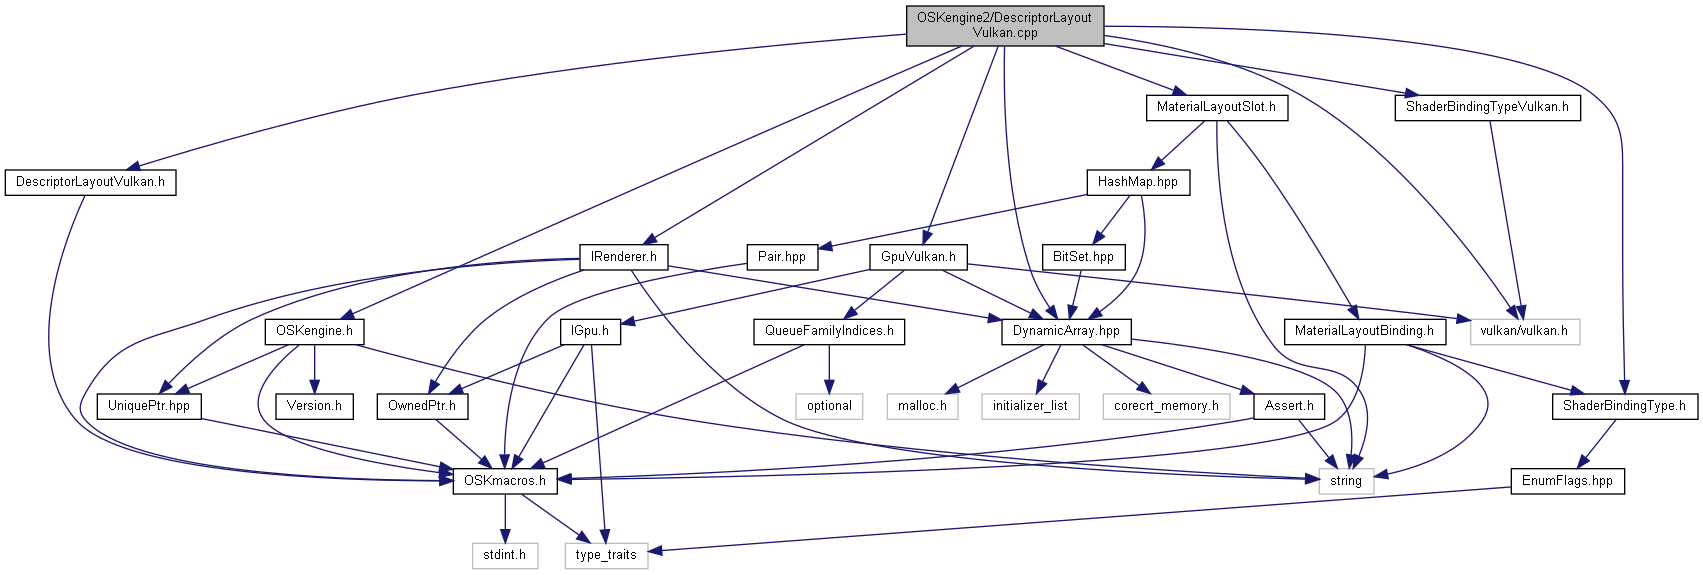 OSKengine2/DescriptorLayout
Vulkan.cpp
MaterialLayoutSlot.h
ShaderBindingTypeVulkan.h
DescriptorLayoutVulkan.h
HashMap.hpp
IRenderer.h
Pair.hpp
GpuVulkan.h
BitSet.hpp
OSKengine.h
IGpu.h
QueueFamilyIndices.h
DynamicArray.hpp
MaterialLayoutBinding.h
vulkan/vulkan.h
UniquePtr.hpp
Version.h
OwnedPtr.h
optional
malloc.h
initializer_list
corecrt_memory.h
Assert.h
ShaderBindingType.h
OSKmacros.h
string
EnumFlags.hpp
stdint.h
type_traits